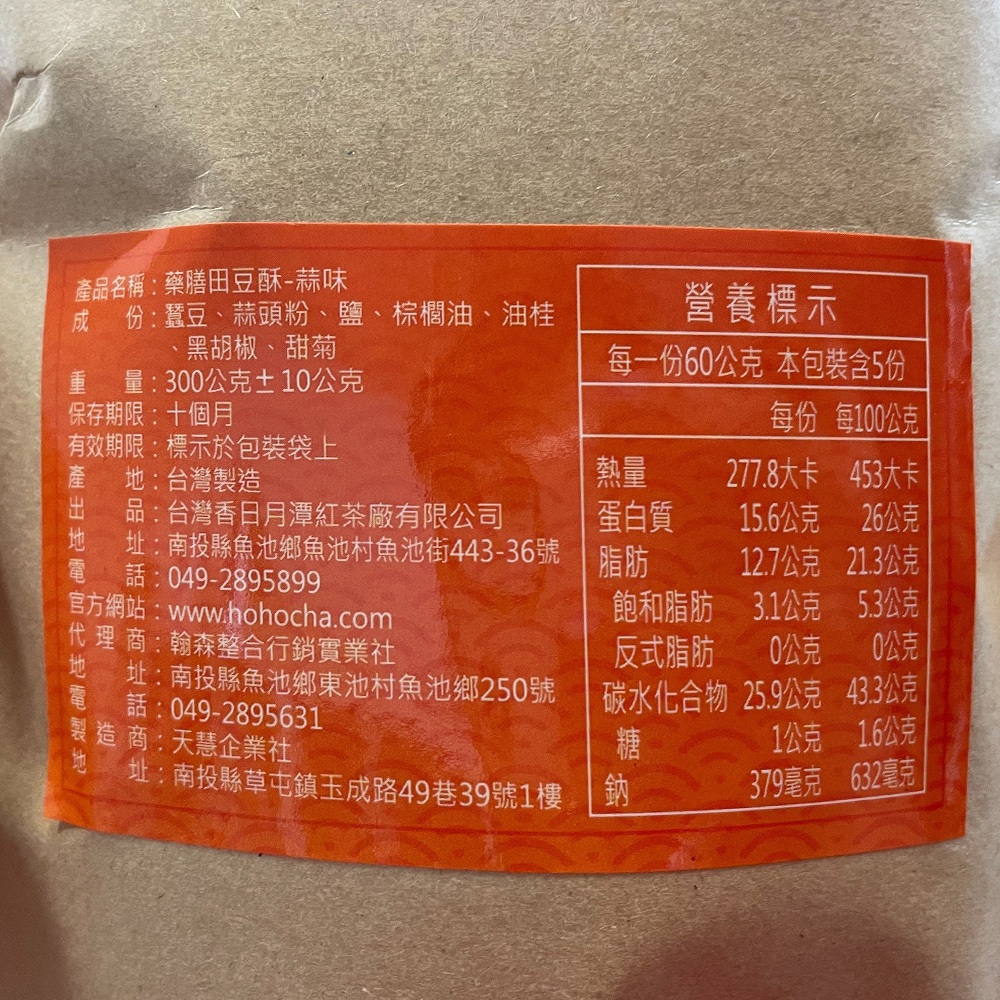 產品名稱：藥膳田豆酥-蒜味
成份：蠶豆、蒜頭粉、鹽、棕櫚油、油桂
、黑胡椒、甜菊
重量：300公克±10公克
保存期限：十個月
有效期限：標示於包裝袋上
產地：台灣製造
出品：台灣香日月潭紅茶廠有限公司
地址：南投縣魚池鄉魚池村魚池街443-36號
電話：049-2895899
官方網站：www.hohocha.com
代理商：翰森整合行銷實業社
地址：南投縣魚池鄉東池村魚池鄉250號
電話：049-2895631
製造商：天慧企業社
地址：南投縣草屯鎮玉成路49巷39號1樓
營養標示
每一份60公克 本包裝含5份
每份 每100公克
熱量 277.8大卡 453大卡
蛋白質 15.6公克 26公克
脂肪 12.7公克 21.3公克
飽和脂肪 3.1公克 5.3公克
反式脂肪 0公克 0公克
碳水化合物 25.9公克 43.3公克
糖 1公克 1.6公克
鈉 379毫克 632毫克